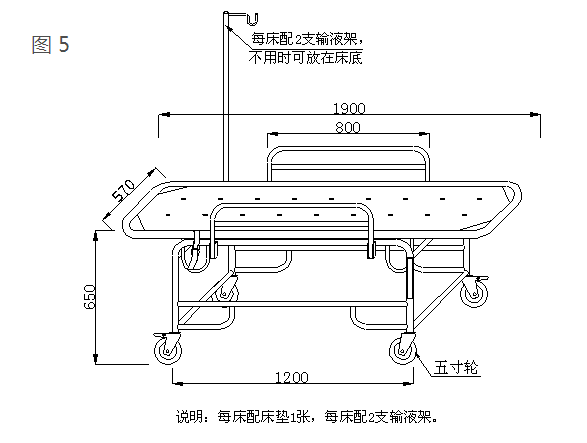 图 5
每床配2支输液架，
不用时可放在床底
1900
800
570
650
五寸轮
1200
说明：每床配床垫1张，每床配2支输液架。